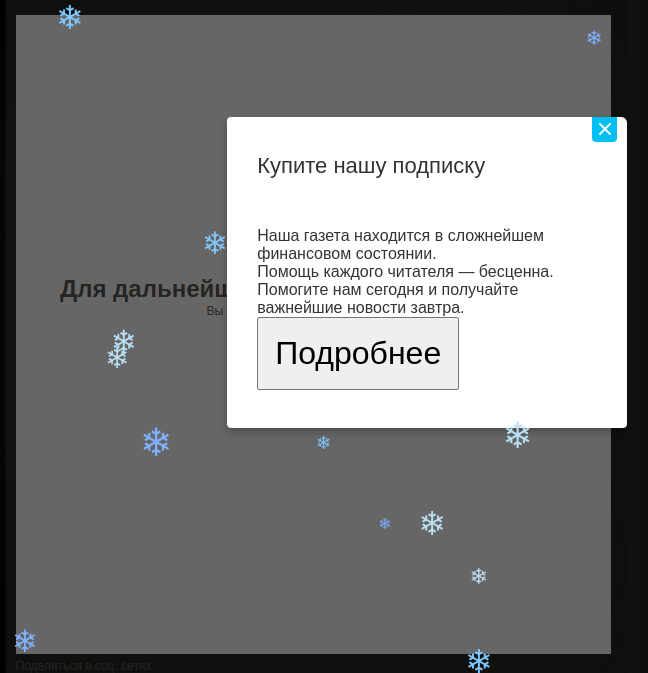 Купите нашу подписку
Наша газета находится в сложнейшем
финансовом состоянии.
Помощь каждого читателя — бесценна.
Помогите нам сегодня и получайте
важнейшие новости завтра.
Подробнее
Для
Вы
Поделиться в соц. сетях: